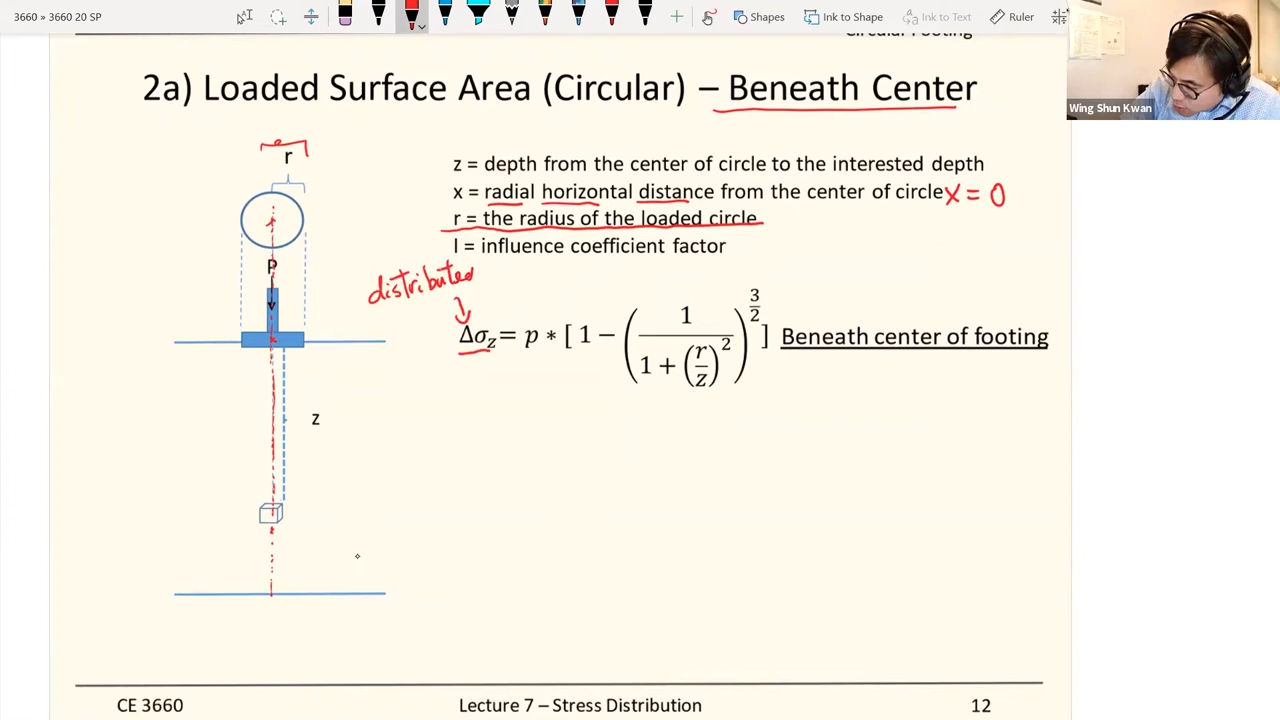 3660 » 3660 20 SP
Shapes
Ink to Shape
Ink to Text
Ruler
Circular Footing
Wing Shun Kwan
2a) Loaded Surface Area (Circular) – Beneath Center
r
P
z
z = depth from the center of circle to the interested depth
x = radial horizontal distance from the center of circle x = 0
r = the radius of the loaded circle
I = influence coefficient factor
distributed
Δσ_z = p * [ 1 − (1 / (1 + (r/z)^2))^(3/2) ] Beneath center of footing
CE 3660
Lecture 7 – Stress Distribution
12